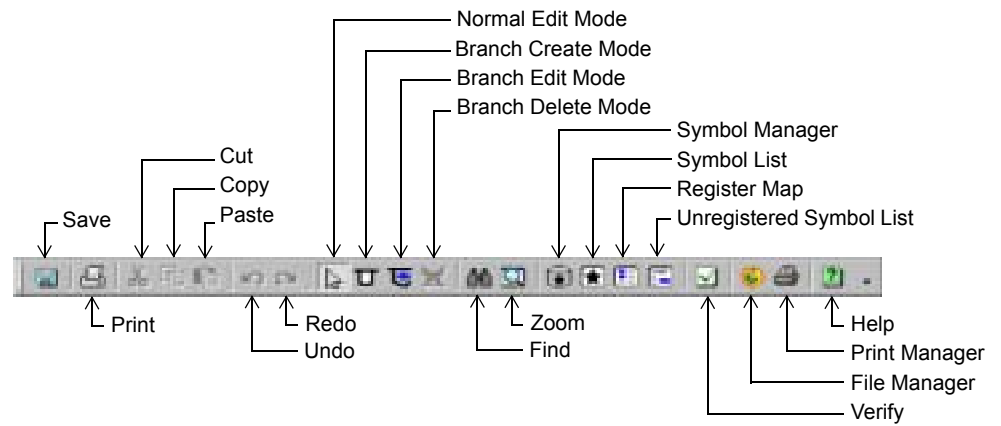 Normal Edit Mode
Branch Create Mode
Branch Edit Mode
Branch Delete Mode
Symbol Manager
Symbol List
Register Map
Unregistered Symbol List
Cut
Copy
Paste
Save
Print
Redo
Undo
Zoom
Find
Help
Print Manager
File Manager
Verify